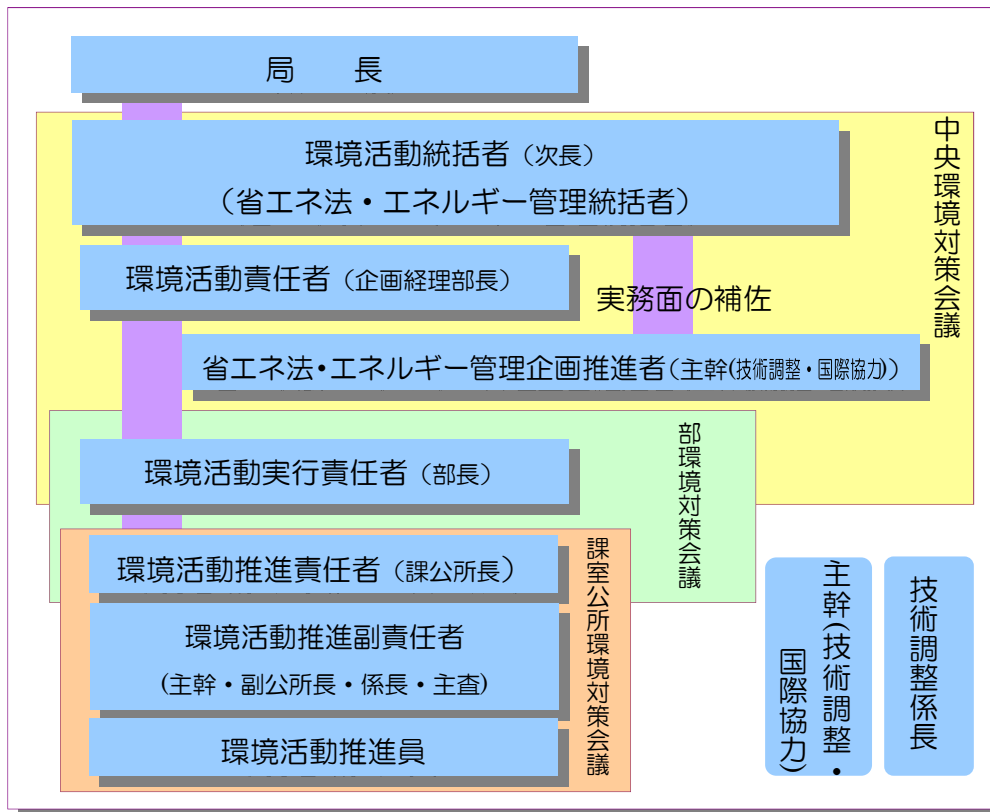 局　　長
中央環境対策会議
環境活動統括者（次長）
（省エネ法・エネルギー管理統括者）
環境活動責任者（企画経理部長）
実務面の補佐
省エネ法・エネルギー管理企画推進者（主幹(技術調整・国際協力)）
部環境対策会議
環境活動実行責任者（部長）
課室公所環境対策会議
環境活動推進責任者（課公所長）
環境活動推進副責任者
(主幹・副公所長・係長・主査)
環境活動推進員
主幹(技術調整・
国際協力)
技術調整係長